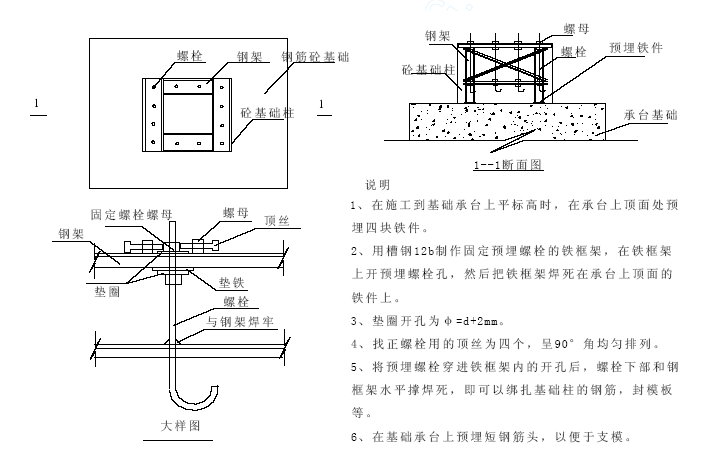 螺栓
钢架
钢筋砼基础
砼基础柱
1
1
螺母
钢架
螺栓
预埋铁件
砼基础柱
承台基础
1--1断面图
固定螺栓螺母
螺母
顶丝
钢架
垫圈
垫铁
螺栓
与钢架焊牢
大样图
说明
1、在施工到基础承台上平标高时，在承台上顶面处预
埋四块铁件。
2、用槽钢12b制作固定预埋螺栓的铁框架，在铁框架
上开预埋螺栓孔，然后把铁框架焊死在承台上顶面的
铁件上。
3、垫圈开孔为φ=d+2mm。
4、找正螺栓用的顶丝为四个，呈90°角均匀排列。
5、将预埋螺栓穿进铁框架内的开孔后，螺栓下部和钢
框架水平撑焊死，即可以绑扎基础柱的钢筋，封模板
等。
6、在基础承台上预埋短钢筋头，以便于支模。